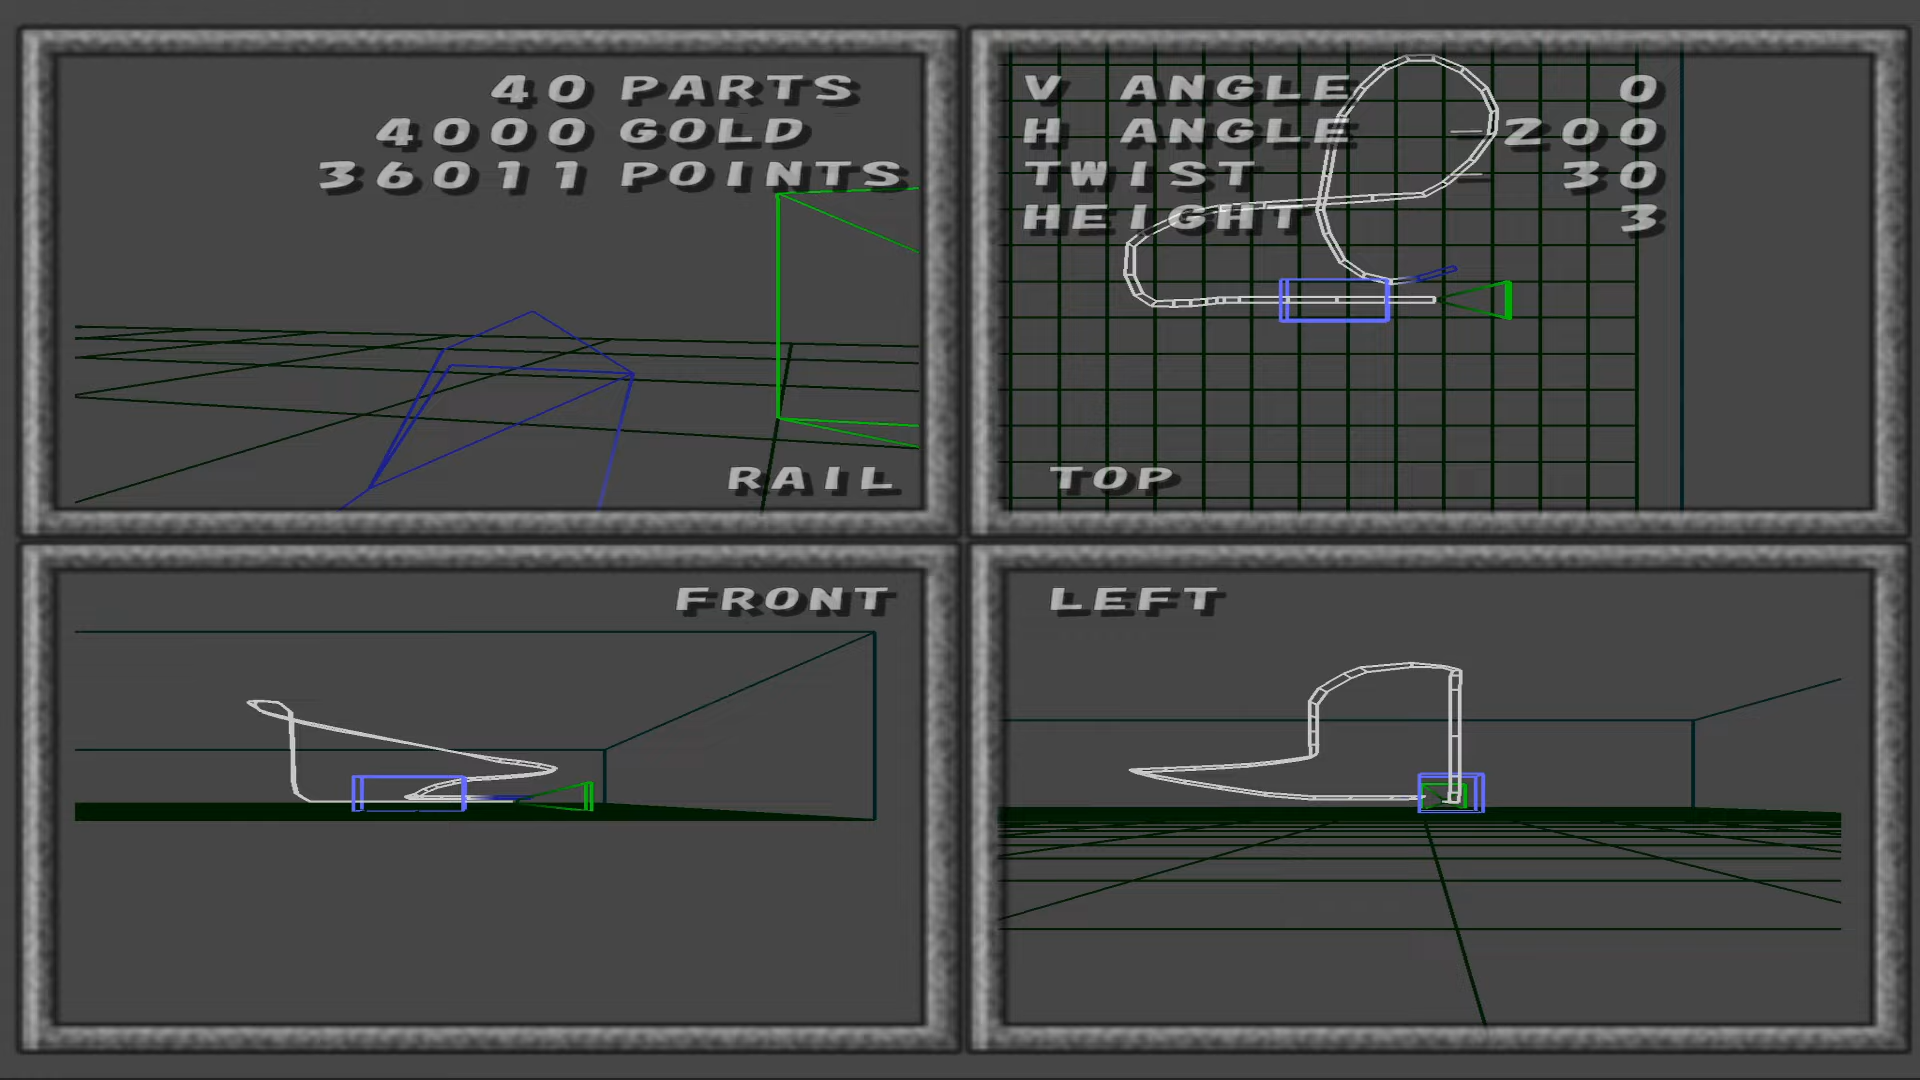 40 PARTS
4000 GOLD
36011 POINTS
RAIL
V ANGLE 0
H ANGLE -200
TWIST -30
HEIGHT 3
TOP
FRONT
LEFT